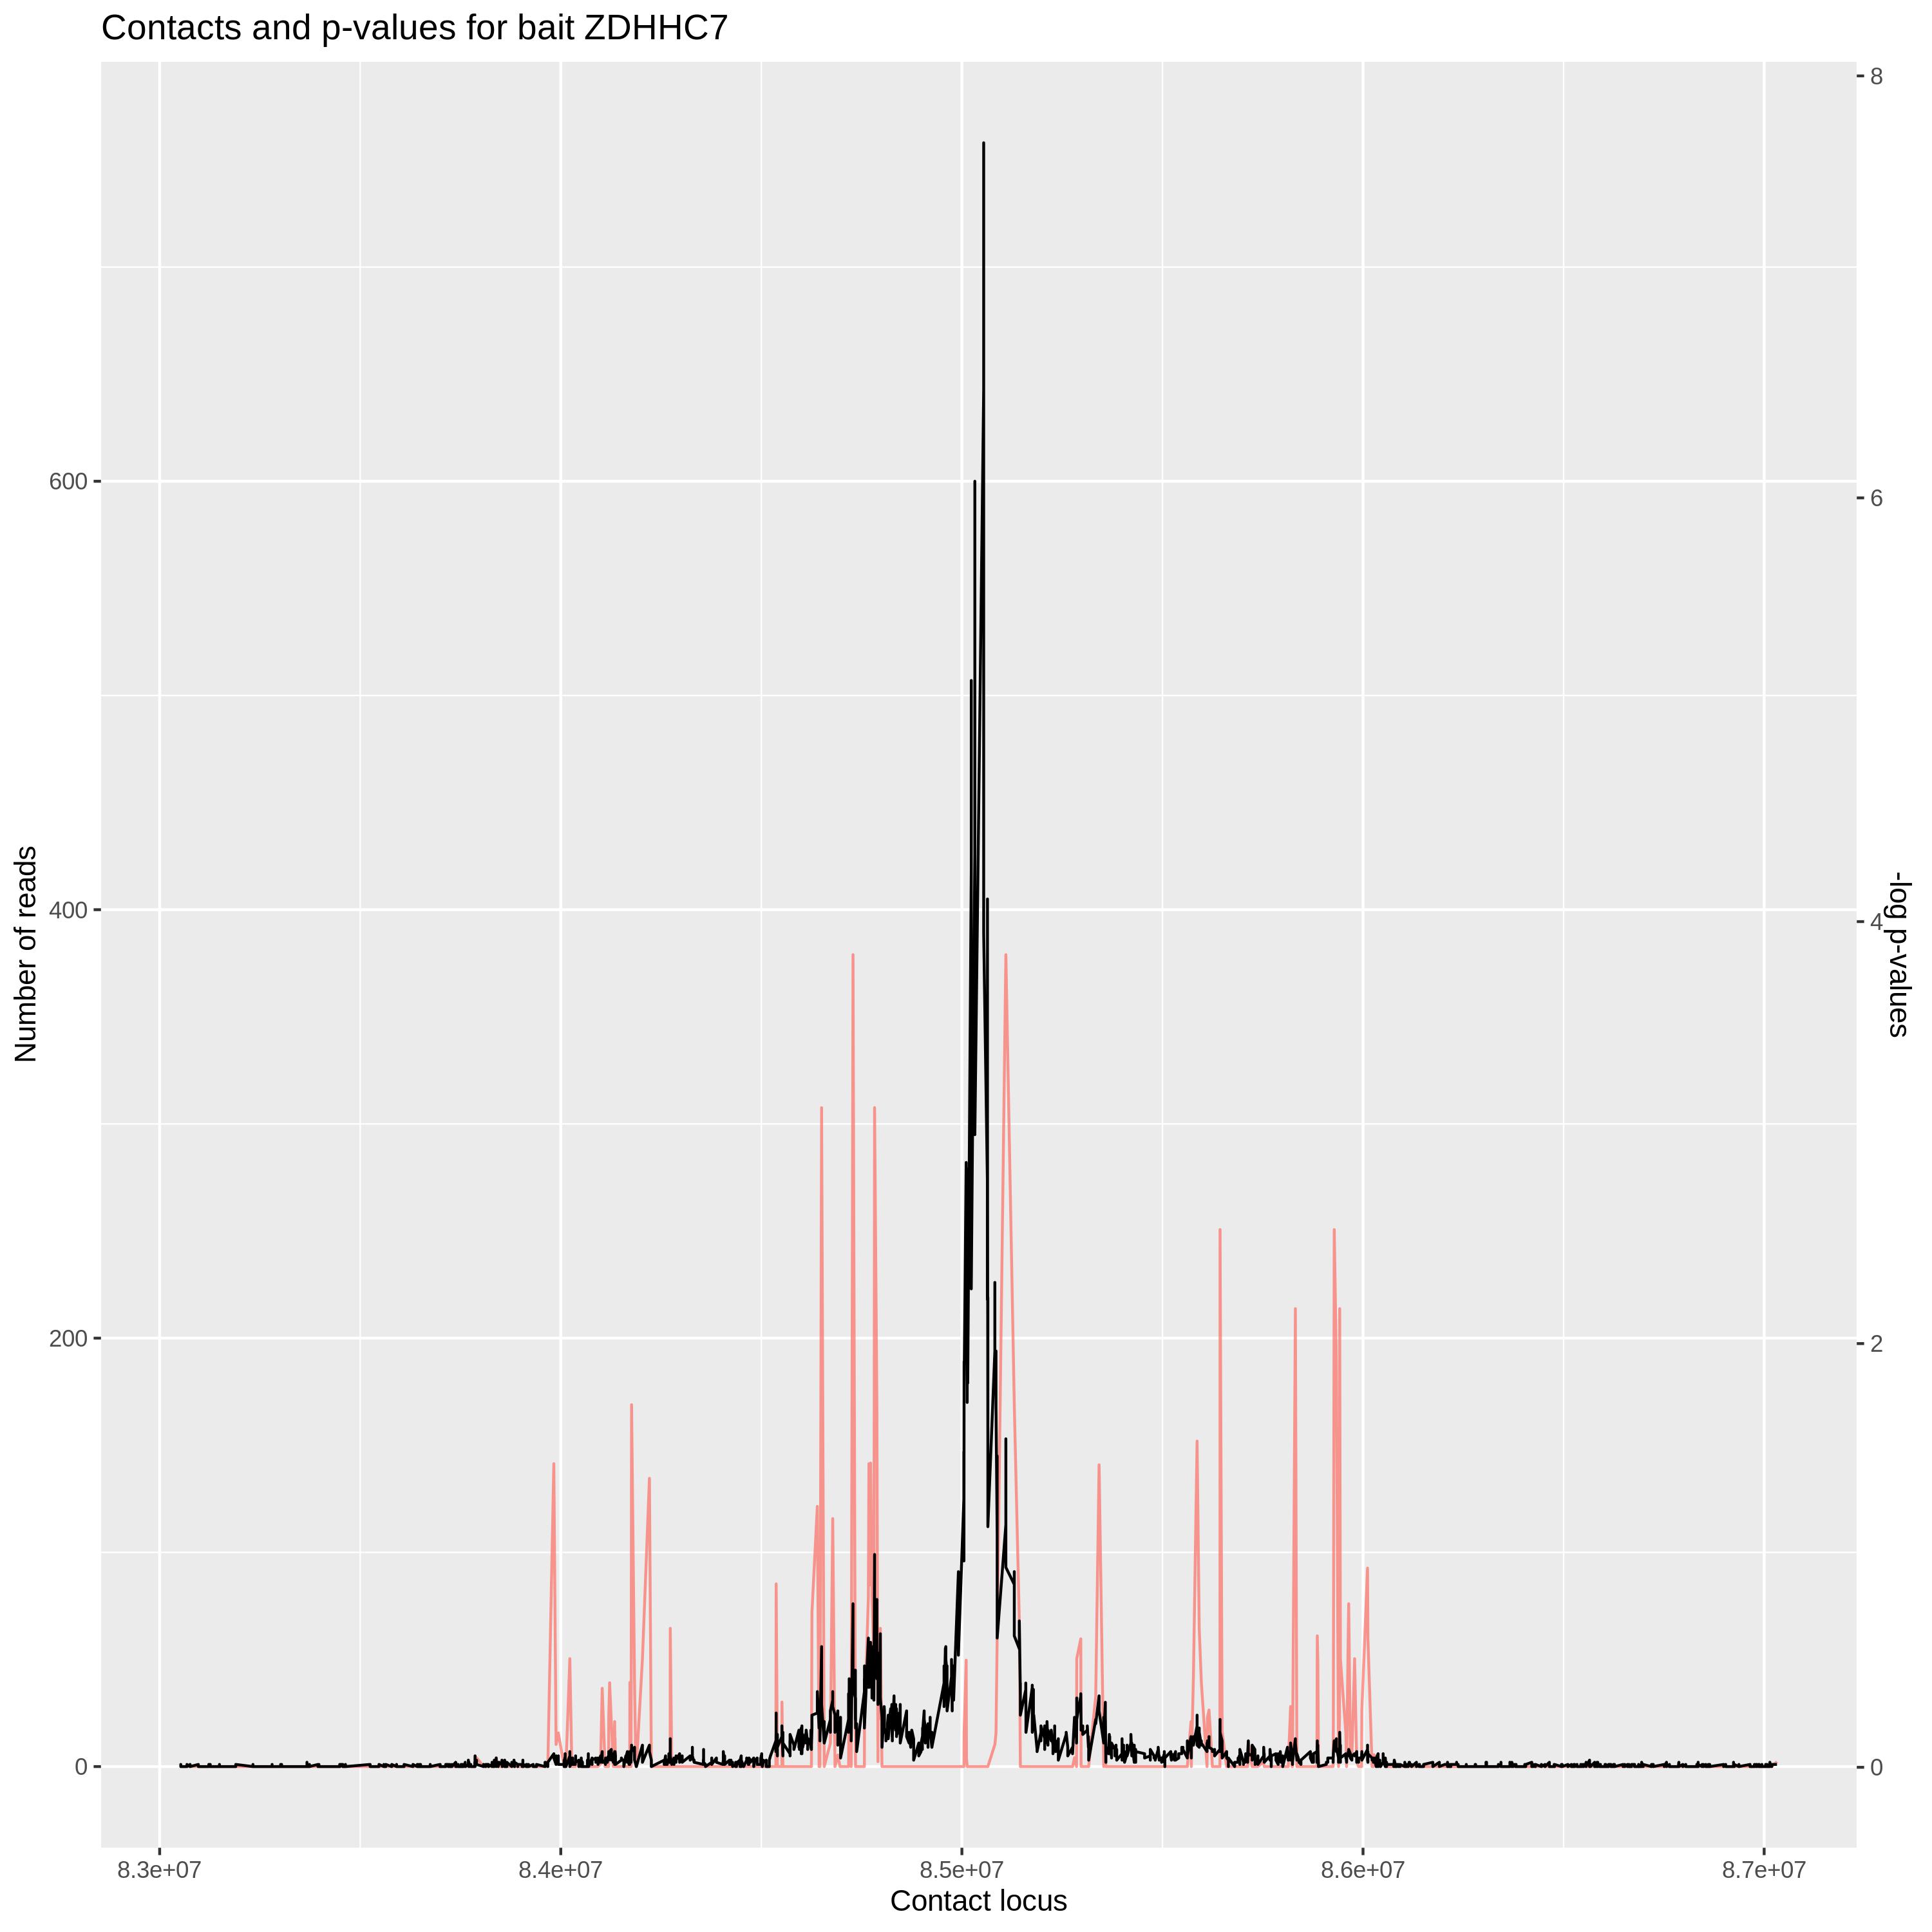 Contacts and p-values for bait ZDHHC7
8
600
6
400
4
200
2
0
0
Number of reads
-log p-values
8.3e+07
8.4e+07
8.5e+07
8.6e+07
8.7e+07
Contact locus